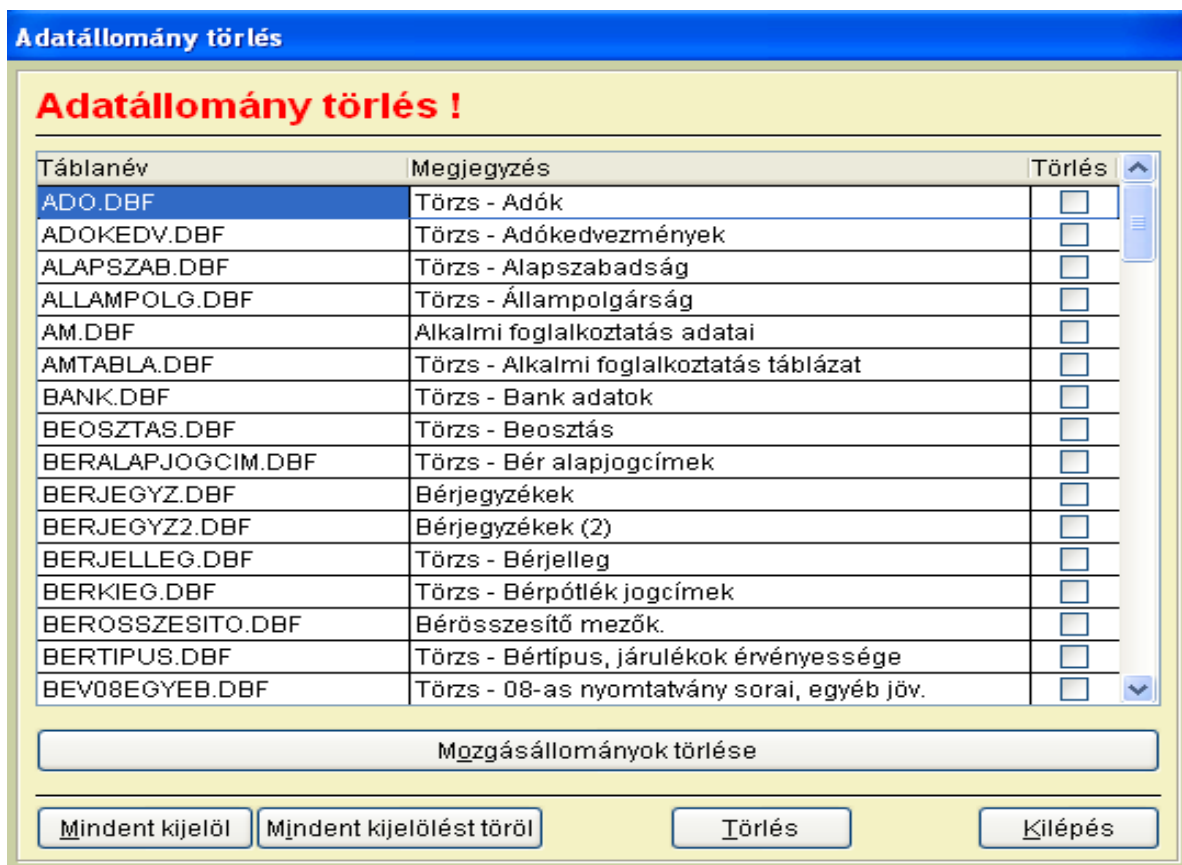 Adatállomány törlés
Adatállomány törlés !
Táblanév Megjegyzés Törlés
ADO.DBF Törzs - Adók
ADOKEDV.DBF Törzs - Adókedvezmények
ALAPSZAB.DBF Törzs - Alapszabadság
ALLAMPOLG.DBF Törzs - Állampolgárság
AM.DBF Alkalmi foglalkoztatás adatai
AMTABLA.DBF Törzs - Alkalmi foglalkoztatás táblázat
BANK.DBF Törzs - Bank adatok
BEOSZTAS.DBF Törzs - Beosztás
BERALAPJOGCIM.DBF Törzs - Bér alapjogcímek
BERJEGYZ.DBF Bérjegyzékek
BERJEGYZ2.DBF Bérjegyzékek (2)
BERJELLEG.DBF Törzs - Bérjelleg
BERKIEG.DBF Törzs - Bérpótlék jogcímek
BEROSSZESITO.DBF Bérösszesítő mezők.
BERTIPUS.DBF Törzs - Bértípus, járulékok érvényessége
BEV08EGYEB.DBF Törzs - 08-as nyomtatvány sorai, egyéb jöv.
Mozgásállományok törlése
Mindent kijelöl Mindent kijelölést töröl Törlés Kilépés